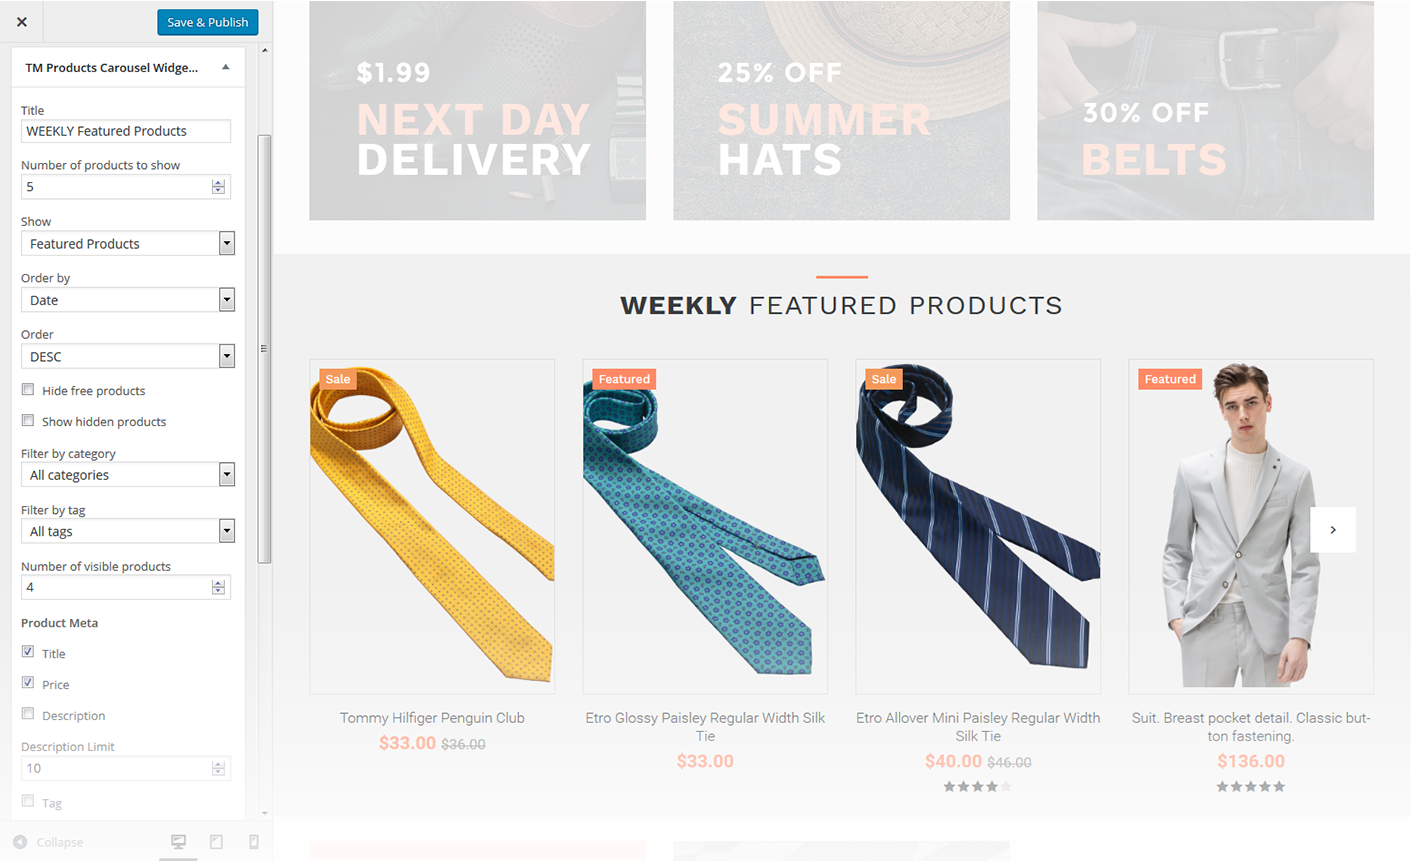 Save & Publish
TM Products Carousel Widge...
Title
WEEKLY Featured Products
Number of products to show
5
Show
Featured Products
Order by
Date
Order
DESC
Hide free products
Show hidden products
Filter by category
All categories
Filter by tag
All tags
Number of visible products
4
Product Meta
Title
Price
Description
Description Limit
10
Tag
Collapse
$1.99
NEXT DAY
DELIVERY
25% OFF
SUMMER
HATS
30% OFF
BELTS
WEEKLY FEATURED PRODUCTS
Sale
Tommy Hilfiger Penguin Club
$33.00 $36.00
Featured
Etro Glossy Paisley Regular Width Silk
Tie
$33.00
Sale
Etro Allover Mini Paisley Regular Width
Silk Tie
$40.00 $46.00
Featured
Suit. Breast pocket detail. Classic but-
ton fastening.
$136.00